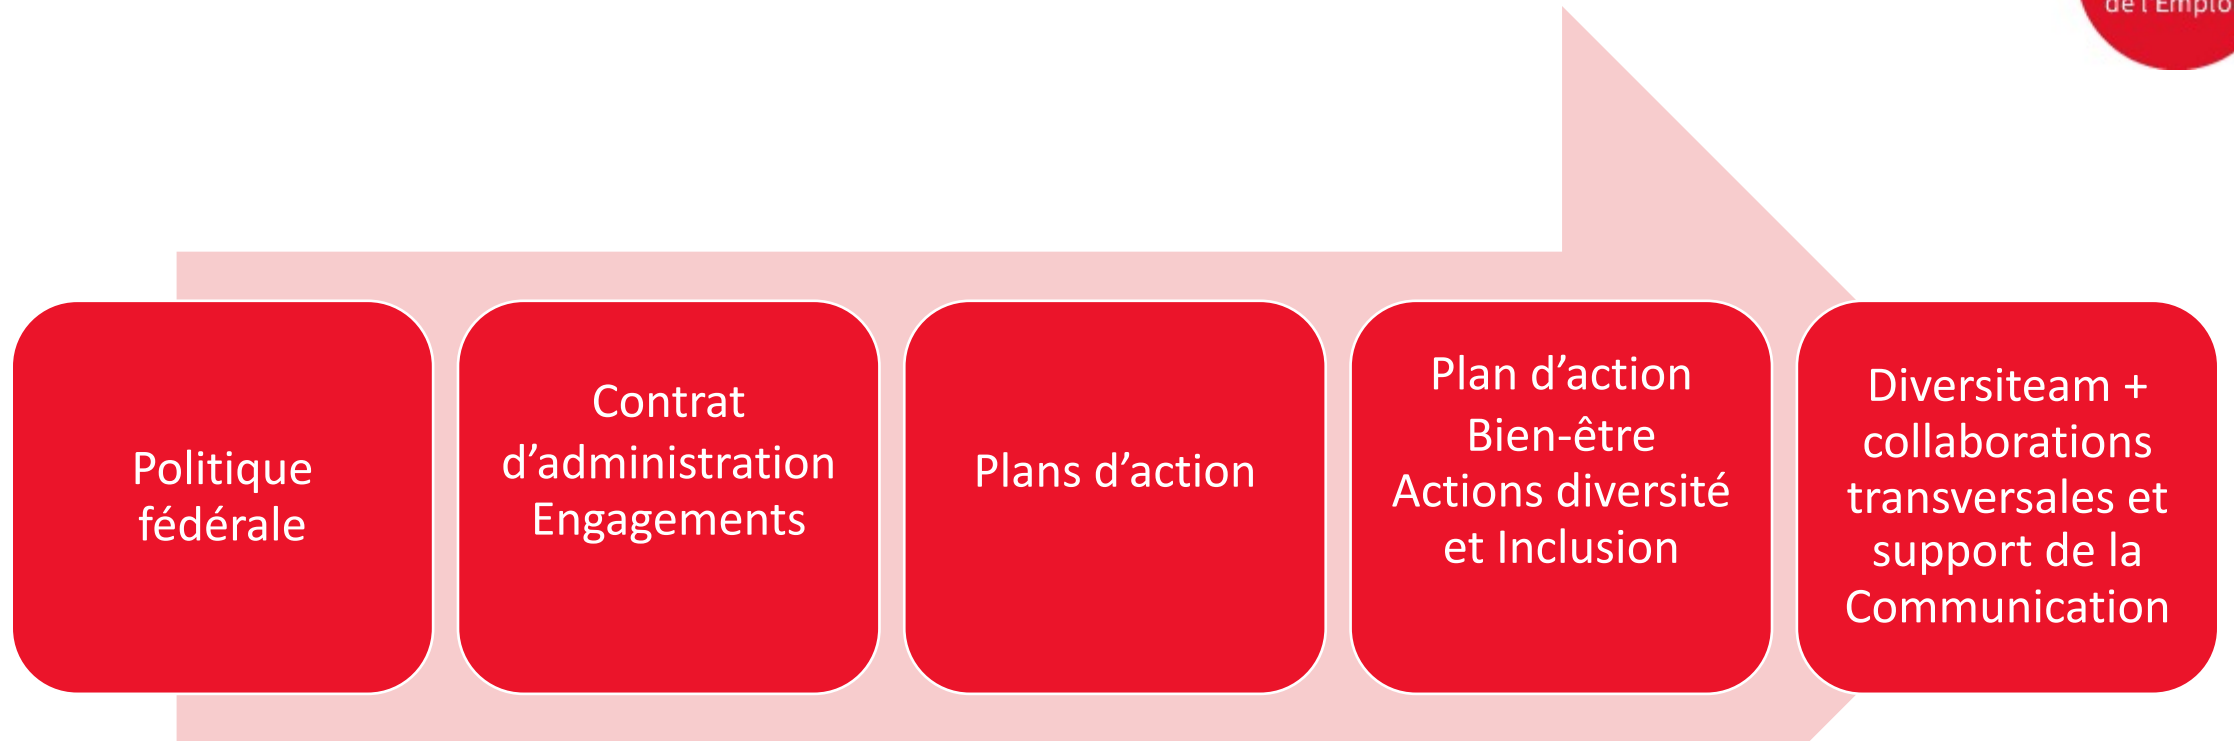 Politique
fédérale
Contrat
d’administration
Engagements
Plans d’action
Plan d’action
Bien-être
Actions diversité
et Inclusion
Diversiteam +
collaborations
transversales et
support de la
Communication